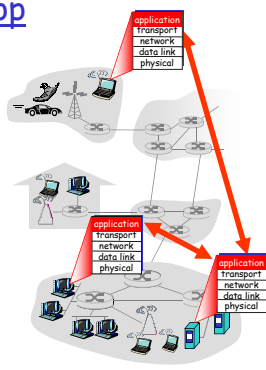 pp
application
transport
network
data link
physical
application
transport
network
data link
physical
application
transport
network
data link
physical